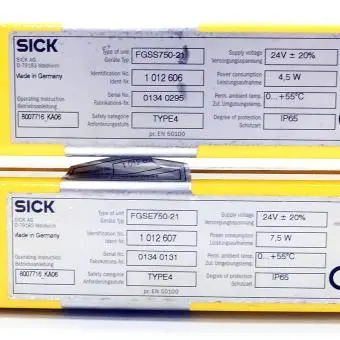 SICK
SICK AG
D-79183 Waldkirch
Made in Germany
Operating Instruction
Betriebsanleitung
8007716 KA06
Type of unit
Geräte Typ
FGSS750-21
Identification No.
Ident-Nr.
1 012 606
Serial No.
Fabrikations-Nr.
0134 0295
Safety categorie
Anforderungsstufe
TYPE4
pr. EN 50100
Supply voltage
Versorgungsspannung
24V ± 20%
Power consumption
Leistungsaufnahme
4,5 W
Perm. ambient temp.
Zul. Umgebungstemp.
0...+55°C
Degree of protection
Schutzart
IP65
SICK
SICK AG
D-79183 Waldkirch
Made in Germany
Operating Instruction
Betriebsanleitung
8007716 KA06
Type of unit
Geräte Typ
FGSE750-21
Identification No.
Ident-Nr.
1 012 607
Serial No.
Fabrikations-Nr.
0134 0131
Safety categorie
Anforderungsstufe
TYPE4
pr. EN 50100
Supply voltage
Versorgungsspannung
24V ± 20%
Power consumption
Leistungsaufnahme
7,5 W
Perm. ambient temp.
Zul. Umgebungstemp.
0...+55°C
Degree of protection
Schutzart
IP65